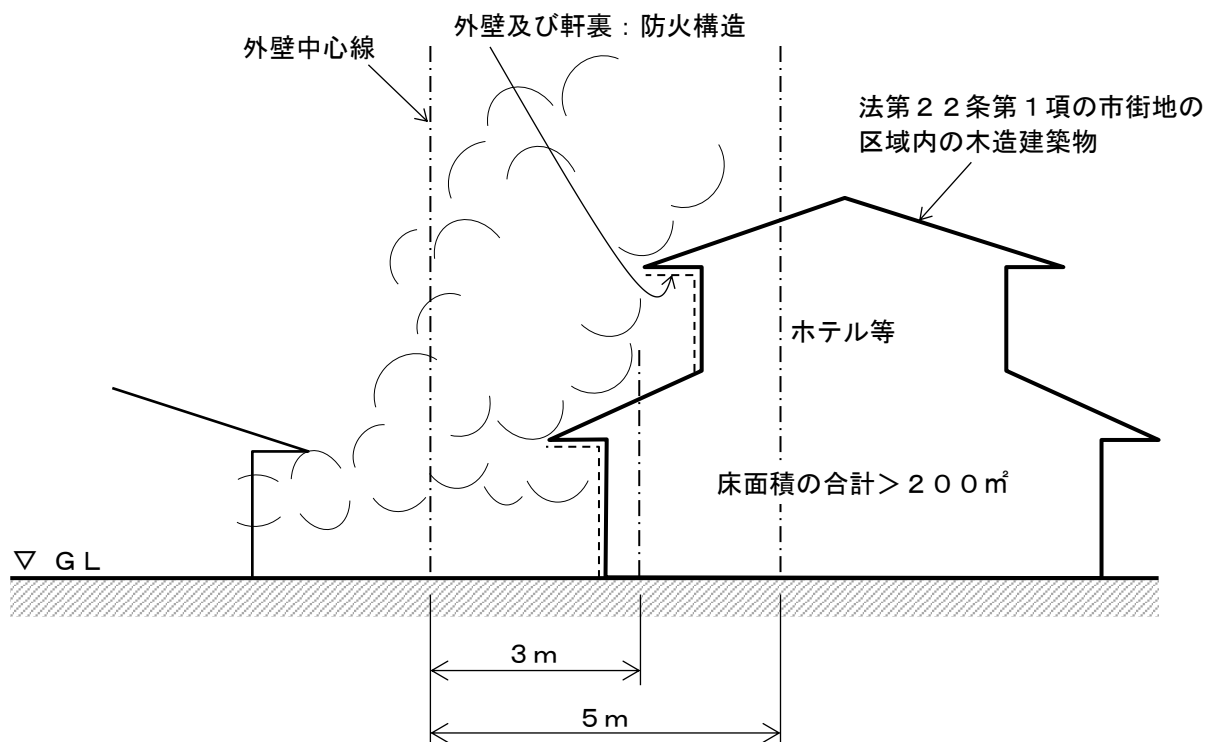 外壁及び軒裏：防火構造
外壁中心線
法第２２条第１項の市街地の
区域内の木造建築物
ホテル等
床面積の合計＞２００㎡
▽ ＧＬ
３ｍ
５ｍ